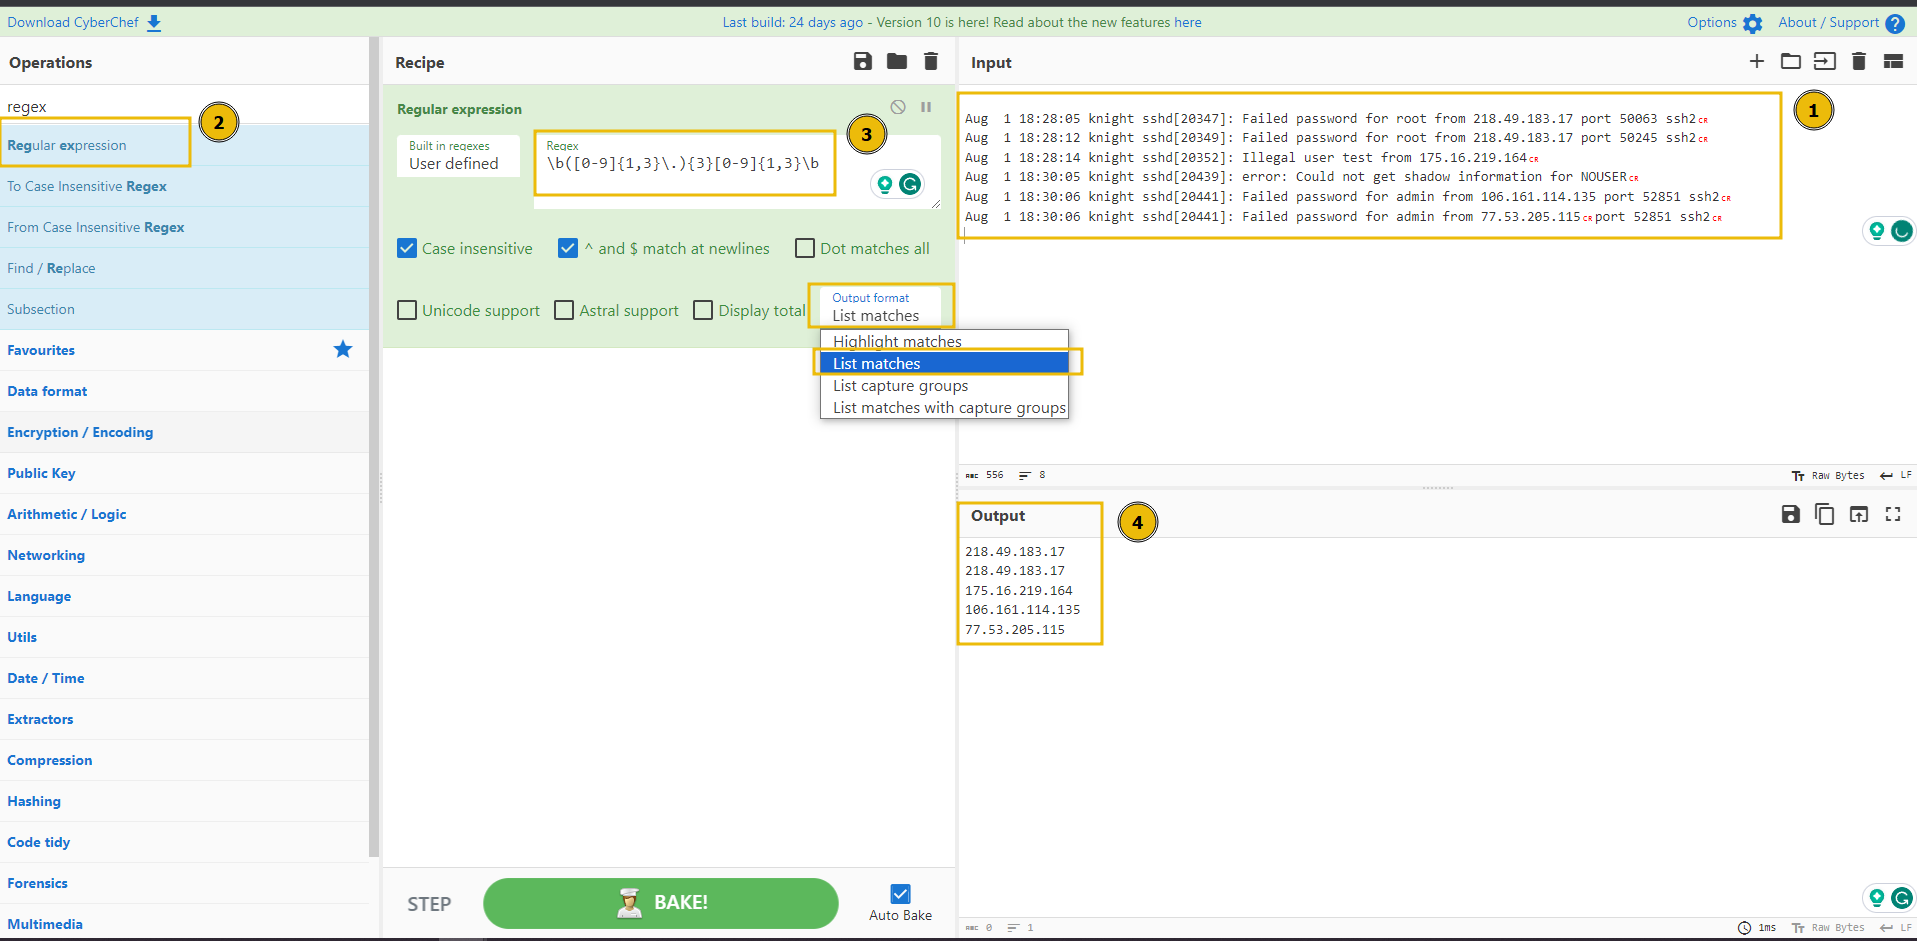 Download CyberChef
Last build: 24 days ago - Version 10 is here! Read about the new features here
Options
About / Support
Operations
regex
2
Regular expression
To Case Insensitive Regex
From Case Insensitive Regex
Find / Replace
Subsection
Favourites
Data format
Encryption / Encoding
Public Key
Arithmetic / Logic
Networking
Language
Utils
Date / Time
Extractors
Compression
Hashing
Code tidy
Forensics
Multimedia
Recipe
Regular expression
Built in regexes
User defined
Regex
\b([0-9]{1,3}\.){3}[0-9]{1,3}\b
3
Case insensitive
^ and $ match at newlines
Dot matches all
Unicode support
Astral support
Display total
Output format
List matches
Highlight matches
List matches
List capture groups
List matches with capture groups
STEP
BAKE!
Auto Bake
Input
1
Aug  1 18:28:05 knight sshd[20347]: Failed password for root from 218.49.183.17 port 50063 ssh2CR
Aug  1 18:28:12 knight sshd[20349]: Failed password for root from 218.49.183.17 port 50245 ssh2CR
Aug  1 18:28:14 knight sshd[20352]: Illegal user test from 175.16.219.164CR
Aug  1 18:30:05 knight sshd[20439]: error: Could not get shadow information for NOUSERCR
Aug  1 18:30:06 knight sshd[20441]: Failed password for admin from 106.161.114.135 port 52851 ssh2CR
Aug  1 18:30:06 knight sshd[20441]: Failed password for admin from 77.53.205.115CRport 52851 ssh2CR
ABC 556 8
Tt Raw Bytes LF
Output
4
218.49.183.17
218.49.183.17
175.16.219.164
106.161.114.135
77.53.205.115
ABC 0 1
1ms Tt Raw Bytes LF